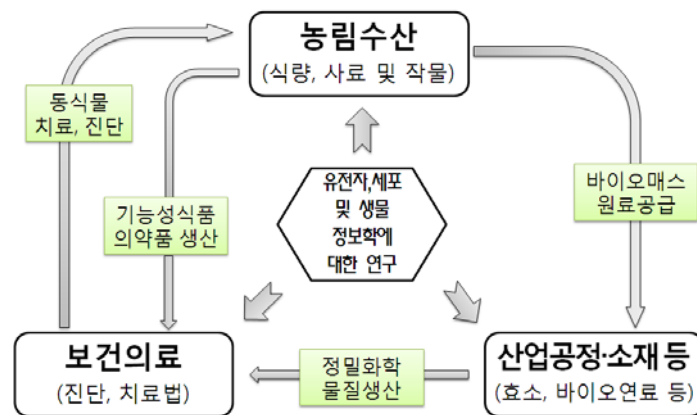 농림수산
(식량, 사료 및 작물)
동식물
치료, 진단
기능성식품
의약품 생산
유전자,세포
및 생물
정보학에
대한 연구
바이오매스
원료공급
보건의료
(진단, 치료법)
정밀화학
물질생산
산업공정·소재 등
(효소, 바이오연료 등)